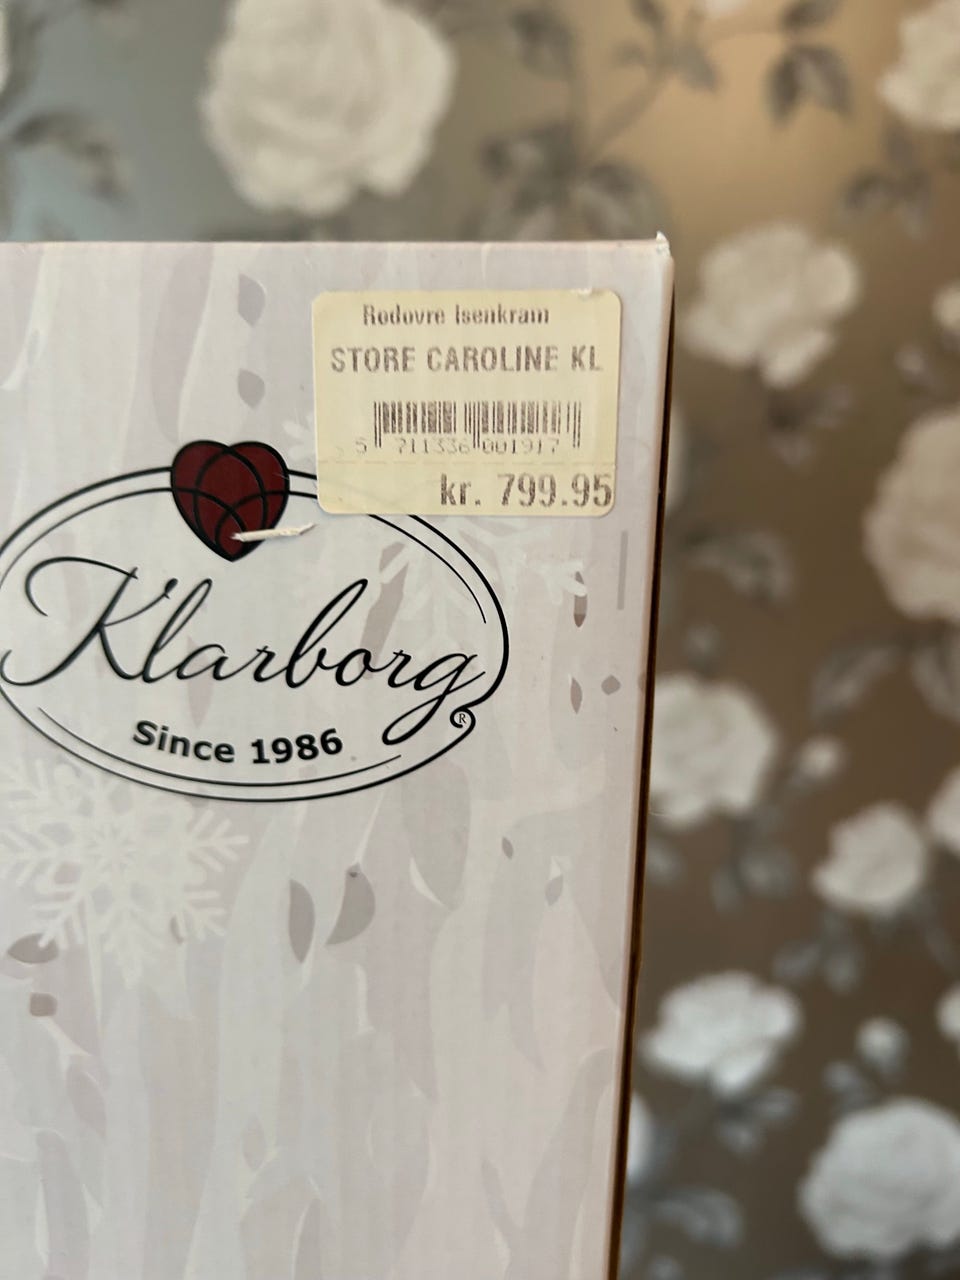 Rødovre Isenkram
STORE CAROLINE KL
5 711336 001917
kr. 799.95
Klarborg
®
Since 1986